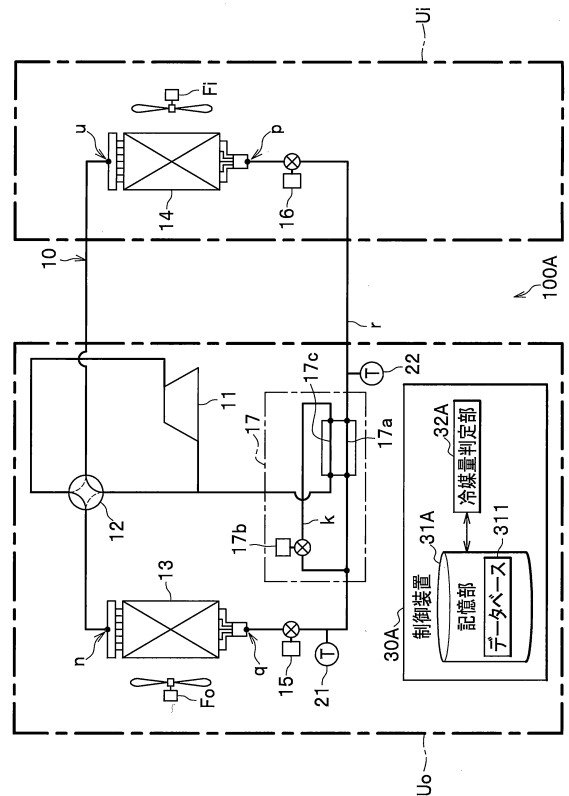 100A
10
Uo
Ui
n
13
Fo
q
15
21
12
11
17
17b
k
17c
17a
22
r
u
14
Fi
p
16
30A
制御装置
31A
記憶部
311
データベース
32A
冷媒量判定部
T
T